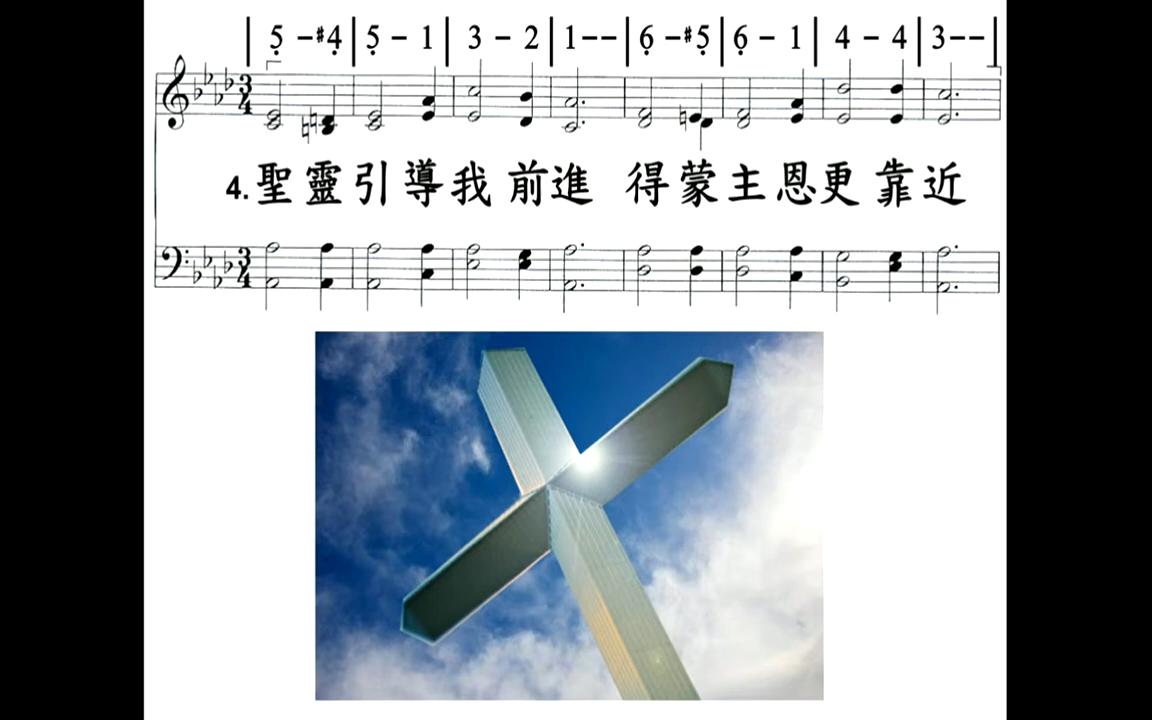 | 5̣ – #4̣ | 5̣ – 1 | 3 – 2 | 1 – – | 6̣ – #5̣ | 6̣ – 1 | 4 – 4 | 3 – – |
4. 聖靈引導我前進 得蒙主恩更靠近